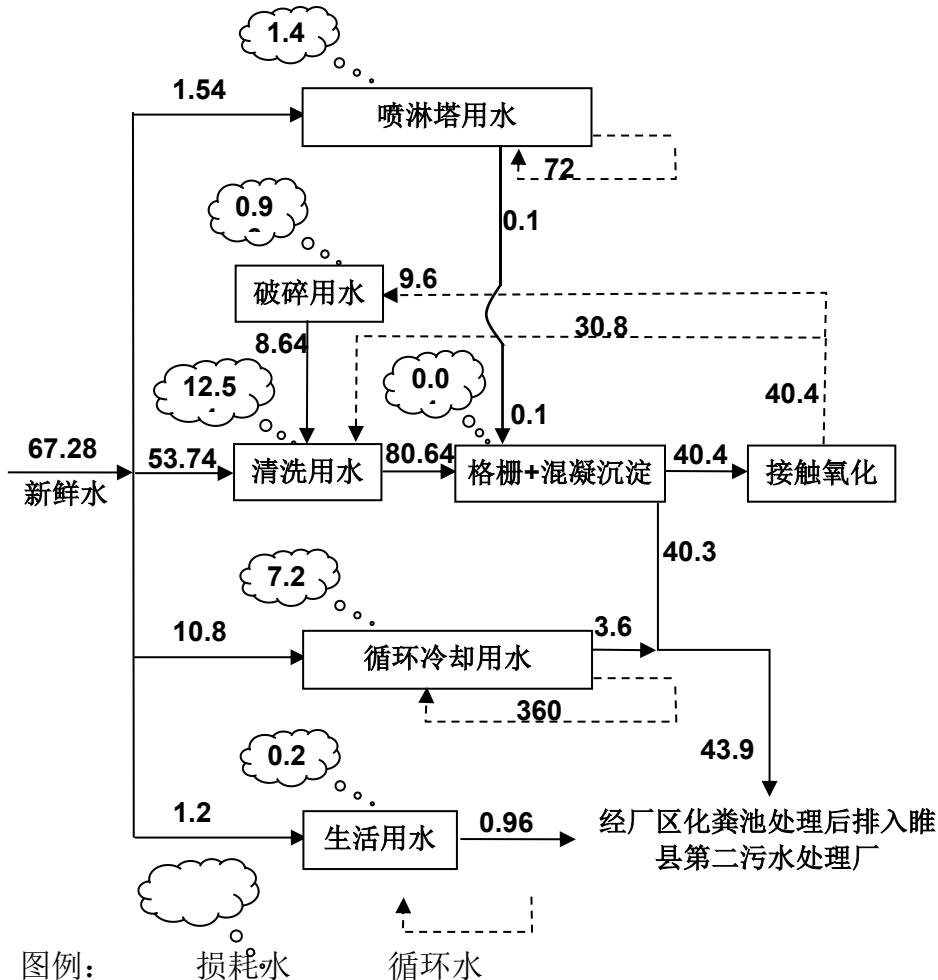 1.4
1.54
喷淋塔用水
72
0.1
0.9
破碎用水
9.6
8.64
30.8
12.5
0.0
0.1
40.4
67.28
新鲜水
53.74
清洗用水
80.64
格栅+混凝沉淀
40.4
接触氧化
40.3
7.2
10.8
循环冷却用水
3.6
360
43.9
0.2
1.2
生活用水
0.96
经厂区化粪池处理后排入睢
县第二污水处理厂
图例： 损耗水 循环水